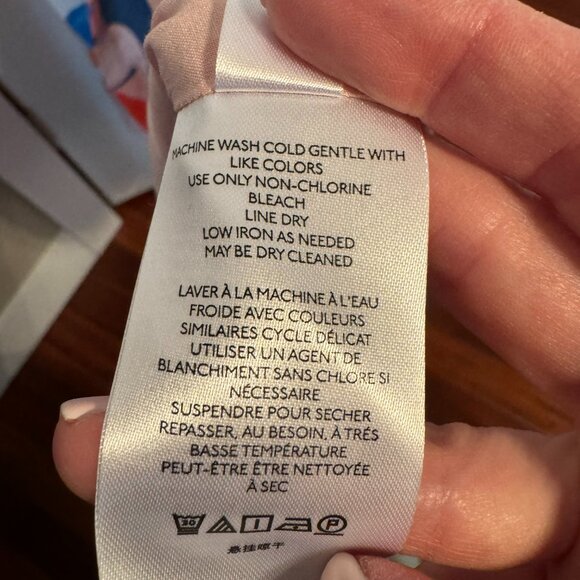 MACHINE WASH COLD GENTLE WITH
LIKE COLORS
USE ONLY NON-CHLORINE
BLEACH
LINE DRY
LOW IRON AS NEEDED
MAY BE DRY CLEANED
LAVER À LA MACHINE À L'EAU
FROIDE AVEC COULEURS
SIMILAIRES CYCLE DÉLICAT
UTILISER UN AGENT DE
BLANCHIMENT SANS CHLORE SI
NÉCESSAIRE
SUSPENDRE POUR SECHER
REPASSER, AU BESOIN, À TRÉS
BASSE TEMPÉRATURE
PEUT-ÊTRE ÊTRE NETTOYÉE
À SEC
30 P
悬挂晾干